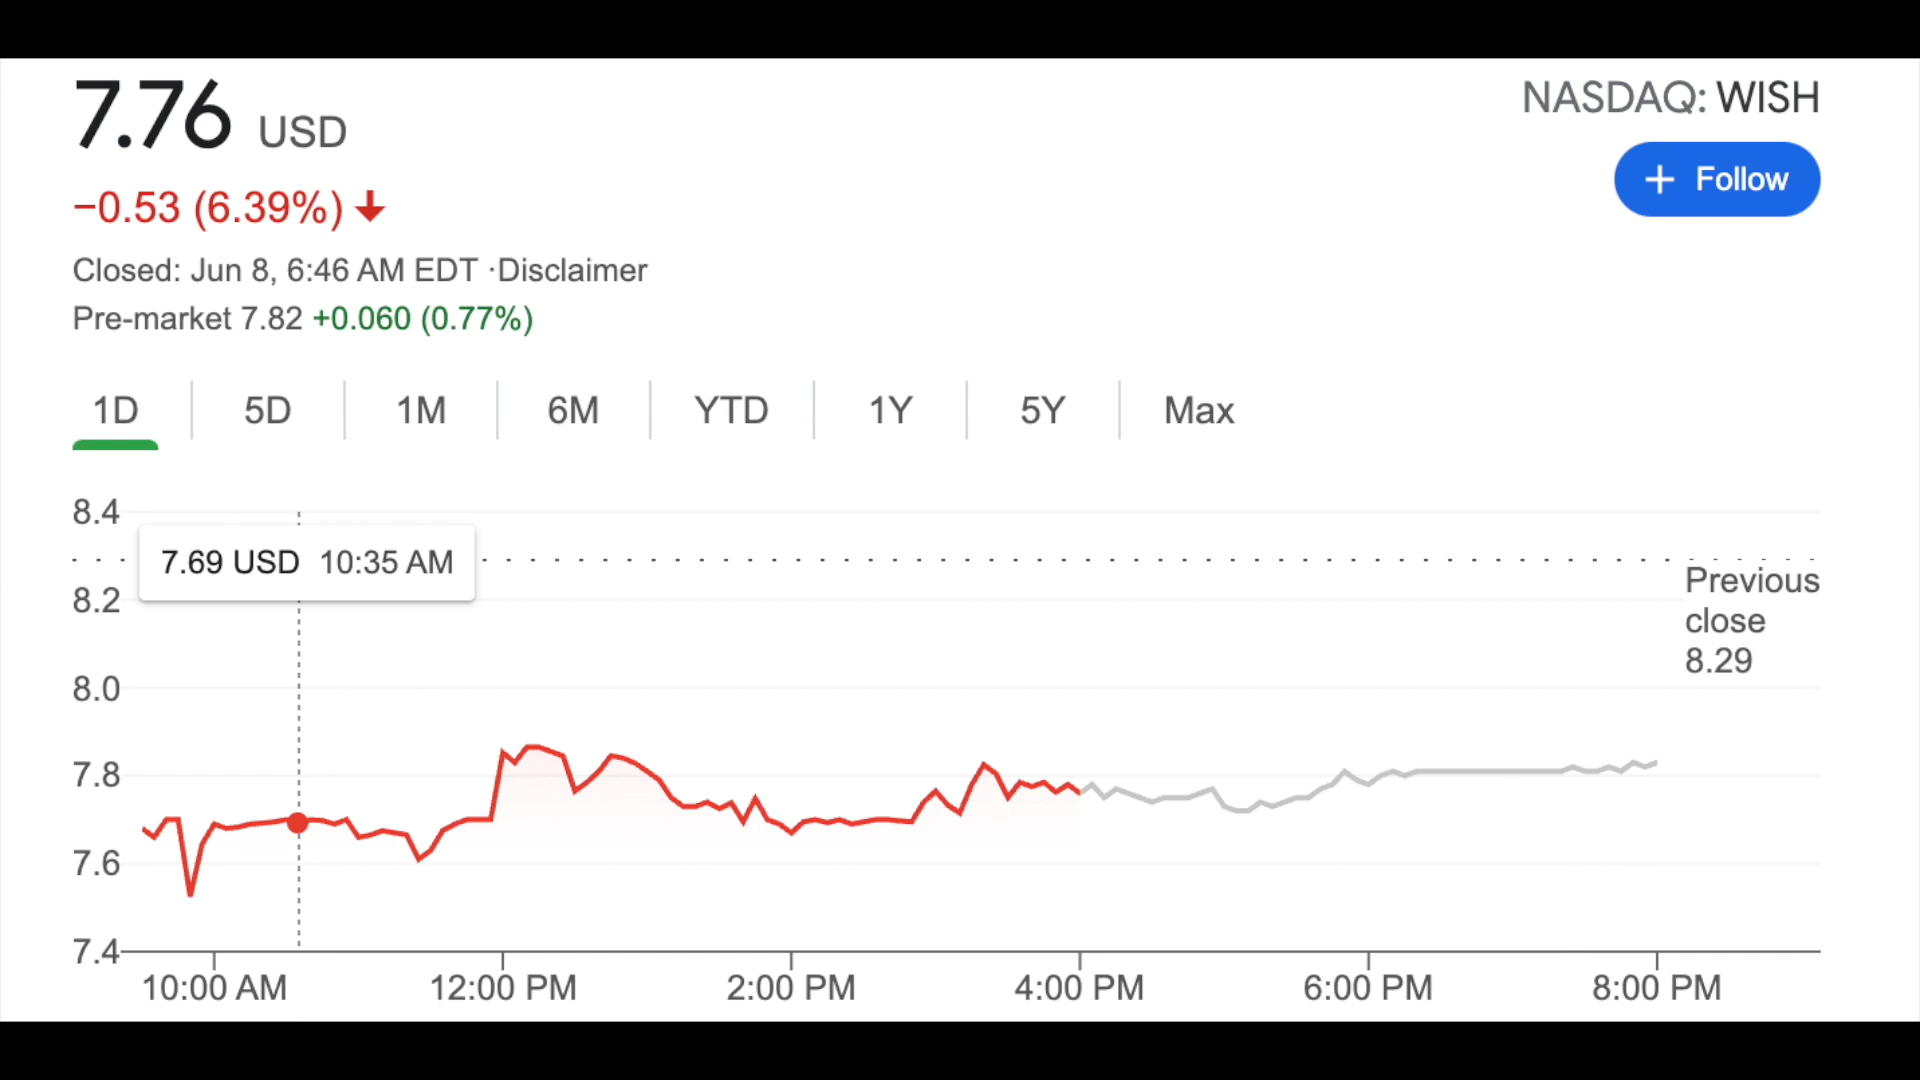 7.76 USD
NASDAQ: WISH
+ Follow
−0.53 (6.39%)
Closed: Jun 8, 6:46 AM EDT ·Disclaimer
Pre-market 7.82 +0.060 (0.77%)
1D 5D 1M 6M YTD 1Y 5Y Max
8.4
7.69 USD 10:35 AM
8.2
Previous
close
8.29
8.0
7.8
7.6
7.4
10:00 AM 12:00 PM 2:00 PM 4:00 PM 6:00 PM 8:00 PM